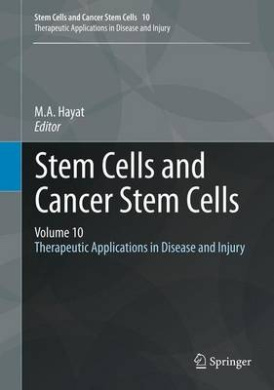 Stem Cells and Cancer Stem Cells 10
Therapeutic Applications in Disease and Injury
M.A. Hayat
Editor
Stem Cells and
Cancer Stem Cells
Volume 10
Therapeutic Applications in Disease and Injury
Springer